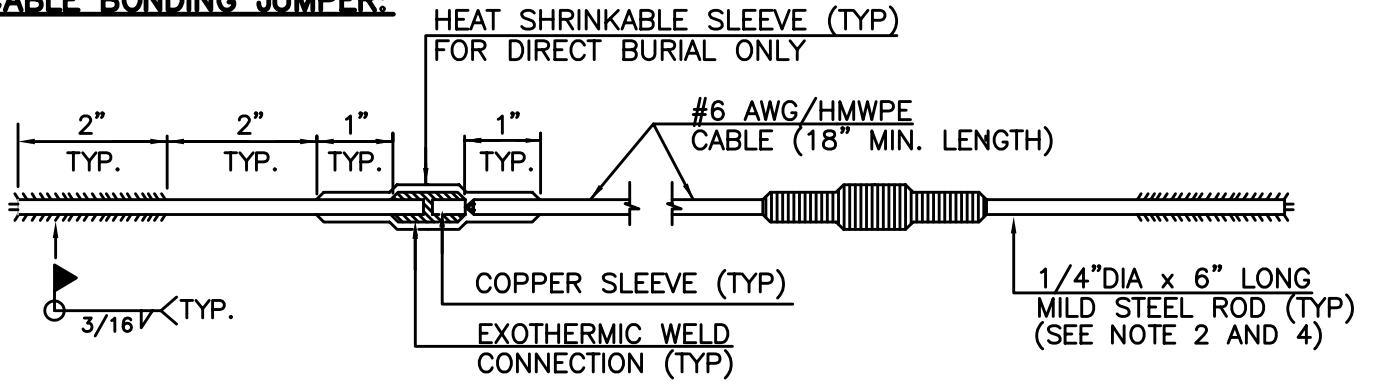 CABLE BONDING JUMPER:
HEAT SHRINKABLE SLEEVE (TYP)
FOR DIRECT BURIAL ONLY
2" 2" 1" 1"
TYP. TYP. TYP. TYP.
#6 AWG/HMWPE
CABLE (18" MIN. LENGTH)
3/16 TYP.
COPPER SLEEVE (TYP)
EXOTHERMIC WELD
CONNECTION (TYP)
1/4"DIA x 6" LONG
MILD STEEL ROD (TYP)
(SEE NOTE 2 AND 4)